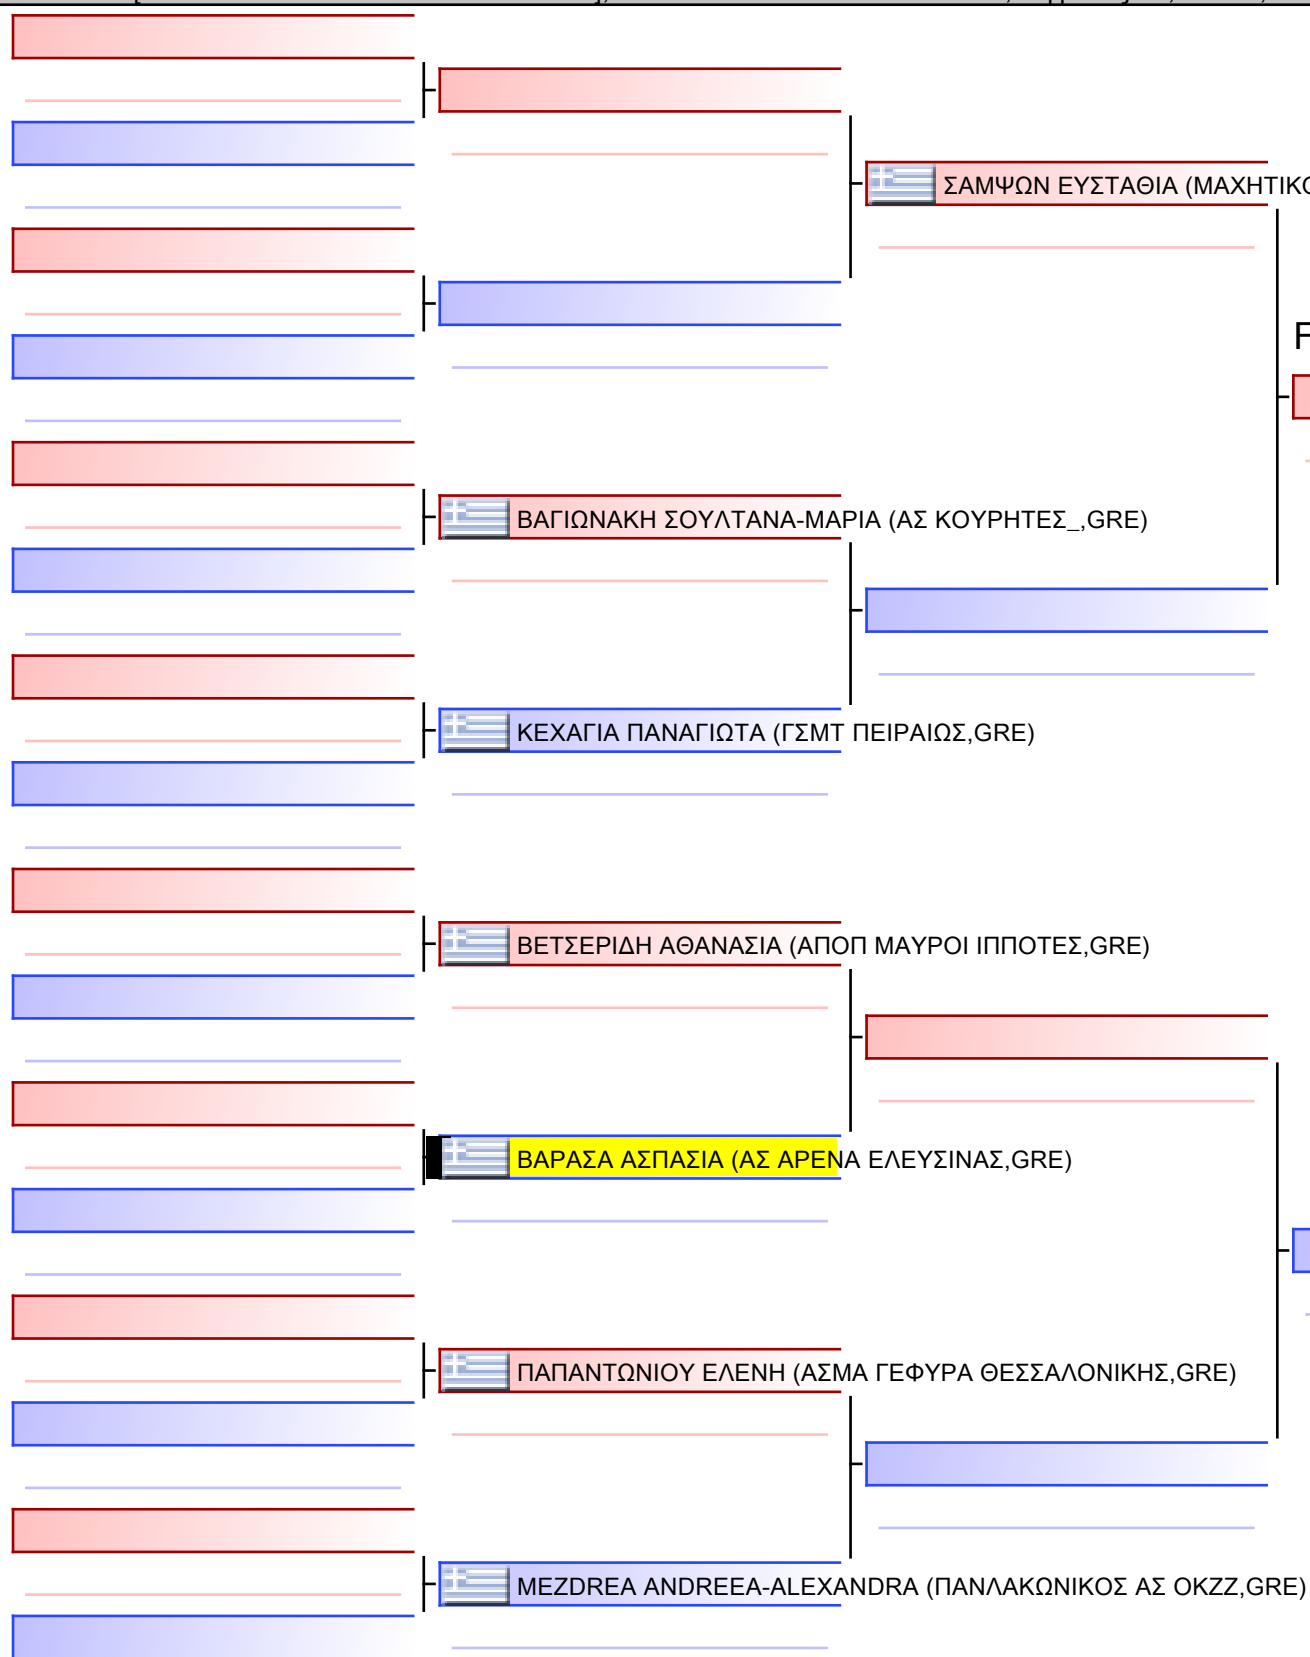 ΣΑΜΨΩΝ ΕΥΣΤΑΘΙΑ
ΒΑΓΙΩΝΑΚΗ ΣΟΥΛΤΑΝΑ-ΜΑΡΙΑ (ΑΣ ΚΟΥΡΗΤΕΣ_,GRE)
ΚΕΧΑΓΙΑ ΠΑΝΑΓΙΩΤΑ (ΓΣΜΤ ΠΕΙΡΑΙΩΣ,GRE)
ΒΕΤΣΕΡΙΔΗ ΑΘΑΝΑΣΙΑ (ΑΠΟΠ ΜΑΥΡΟΙ ΙΠΠΟΤΕΣ,GRE)
ΒΑΡΑΣΑ ΑΣΠΑΣΙΑ (ΑΣ ΑΡΕΝΑ ΕΛΕΥΣΙΝΑΣ,GRE)
ΠΑΠΑΝΤΩΝΙΟΥ ΕΛΕΝΗ (ΑΣΜΑ ΓΕΦΥΡΑ ΘΕΣΣΑΛΟΝΙΚΗΣ,GRE)
MEZDREA ANDREEA-ALEXANDRA (ΠΑΝΛΑΚΩΝΙΚΟΣ ΑΣ ΟΚΖΖ,GRE)